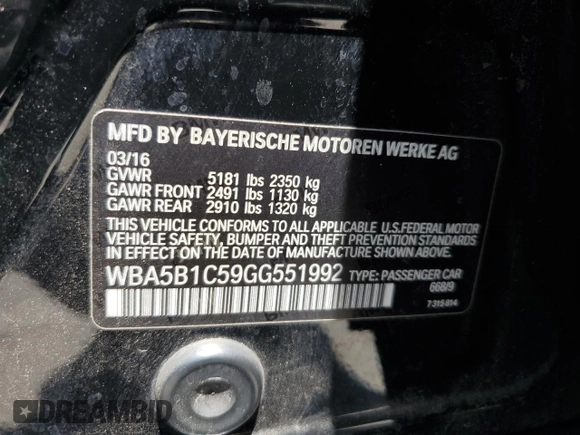 MFD BY BAYERISCHE MOTOREN WERKE AG
03/16
GVWR 5181 lbs 2350 kg
GAWR FRONT 2491 lbs 1130 kg
GAWR REAR 2910 lbs 1320 kg
THIS VEHICLE CONFORMS TO ALL APPLICABLE U.S.FEDERAL MOTOR
VEHICLE SAFETY, BUMPER AND THEFT PREVENTION STANDARDS
IN EFFECT ON THE DATE OF MANUFACTURE SHOWN ABOVE.
WBA5B1C59GG551992 TYPE: PASSENGER CAR
668/9
7 315 814
DREAMBID